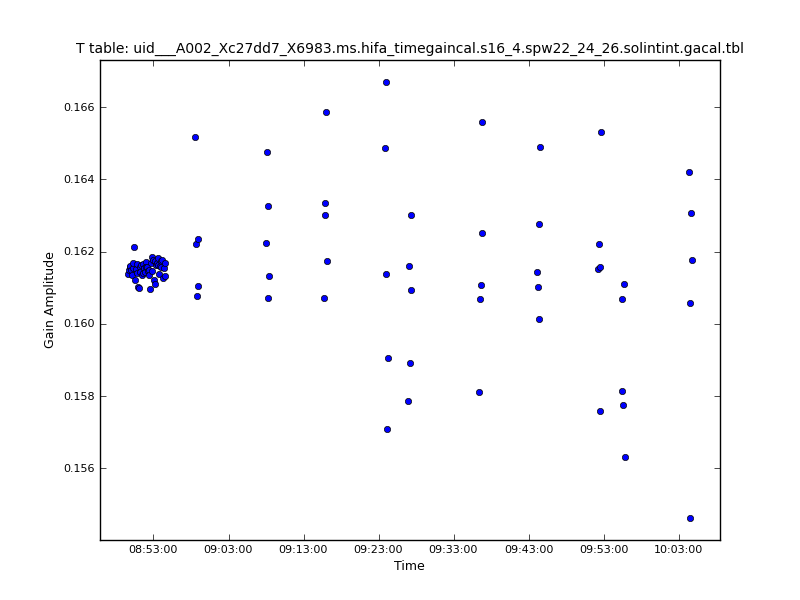 T table: uid___A002_Xc27dd7_X6983.ms.hifa_timegaincal.s16_4.spw22_24_26.solintint.gacal.tbl
0.166
0.164
0.162
0.160
0.158
0.156
Gain Amplitude
08:53:00 09:03:00 09:13:00 09:23:00 09:33:00 09:43:00 09:53:00 10:03:00
Time